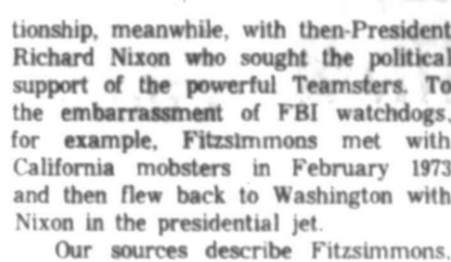 tionship, meanwhile, with then-President
Richard Nixon who sought the political
support of the powerful Teamsters. To
the embarrassment of FBI watchdogs,
for example, Fitzsimmons met with
California mobsters in February 1973
and then flew back to Washington with
Nixon in the presidential jet.
Our sources describe Fitzsimmons,